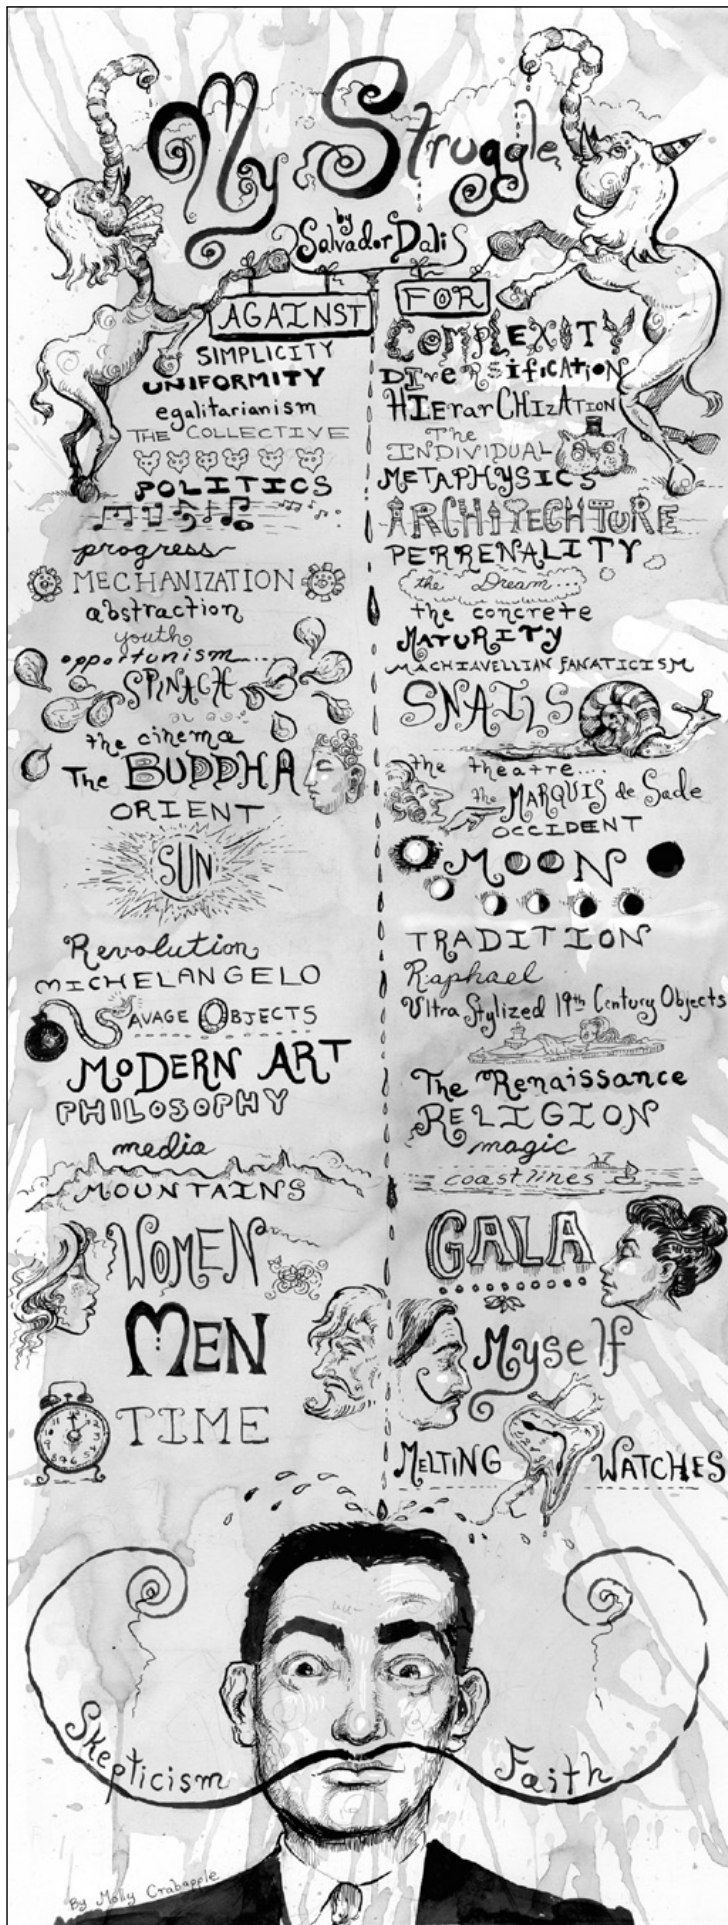 My Struggle
by
Salvador Dali
AGAINST
SIMPLICITY
UNIFORMITY
egalitarianism
THE COLLECTIVE
POLITICS
progress
MECHANIZATION
abstraction
youth
opportunism....
SPINACH
the cinema
The BUDDHA
ORIENT
SUN
Revolution
MICHELANGELO
SAVAGE OBJECTS
MODERN ART
PHILOSOPHY
media
MOUNTAINS
WOMEN
MEN
TIME
FOR
COMPLEXITY
DIVERSIFICATION
HIErarCHIzATION
The
INDIVIDUAL
METAPHYSICS
ARCHITECHTURE
PERRENALITY
the Dream...
the concrete
MATURITY
MACHIAVELLIAN FANATICISM
SNAILS
the theatre....
the MARQUIS de Sade
OCCIDENT
MOON
TRADITION
Raphael
Ultra Stylized 19th Century Objects
The Renaissance
RELIGION
magic
coastlines
GALA
Myself
MELTING WATCHES
Skepticism
Faith
By Molly Crabapple